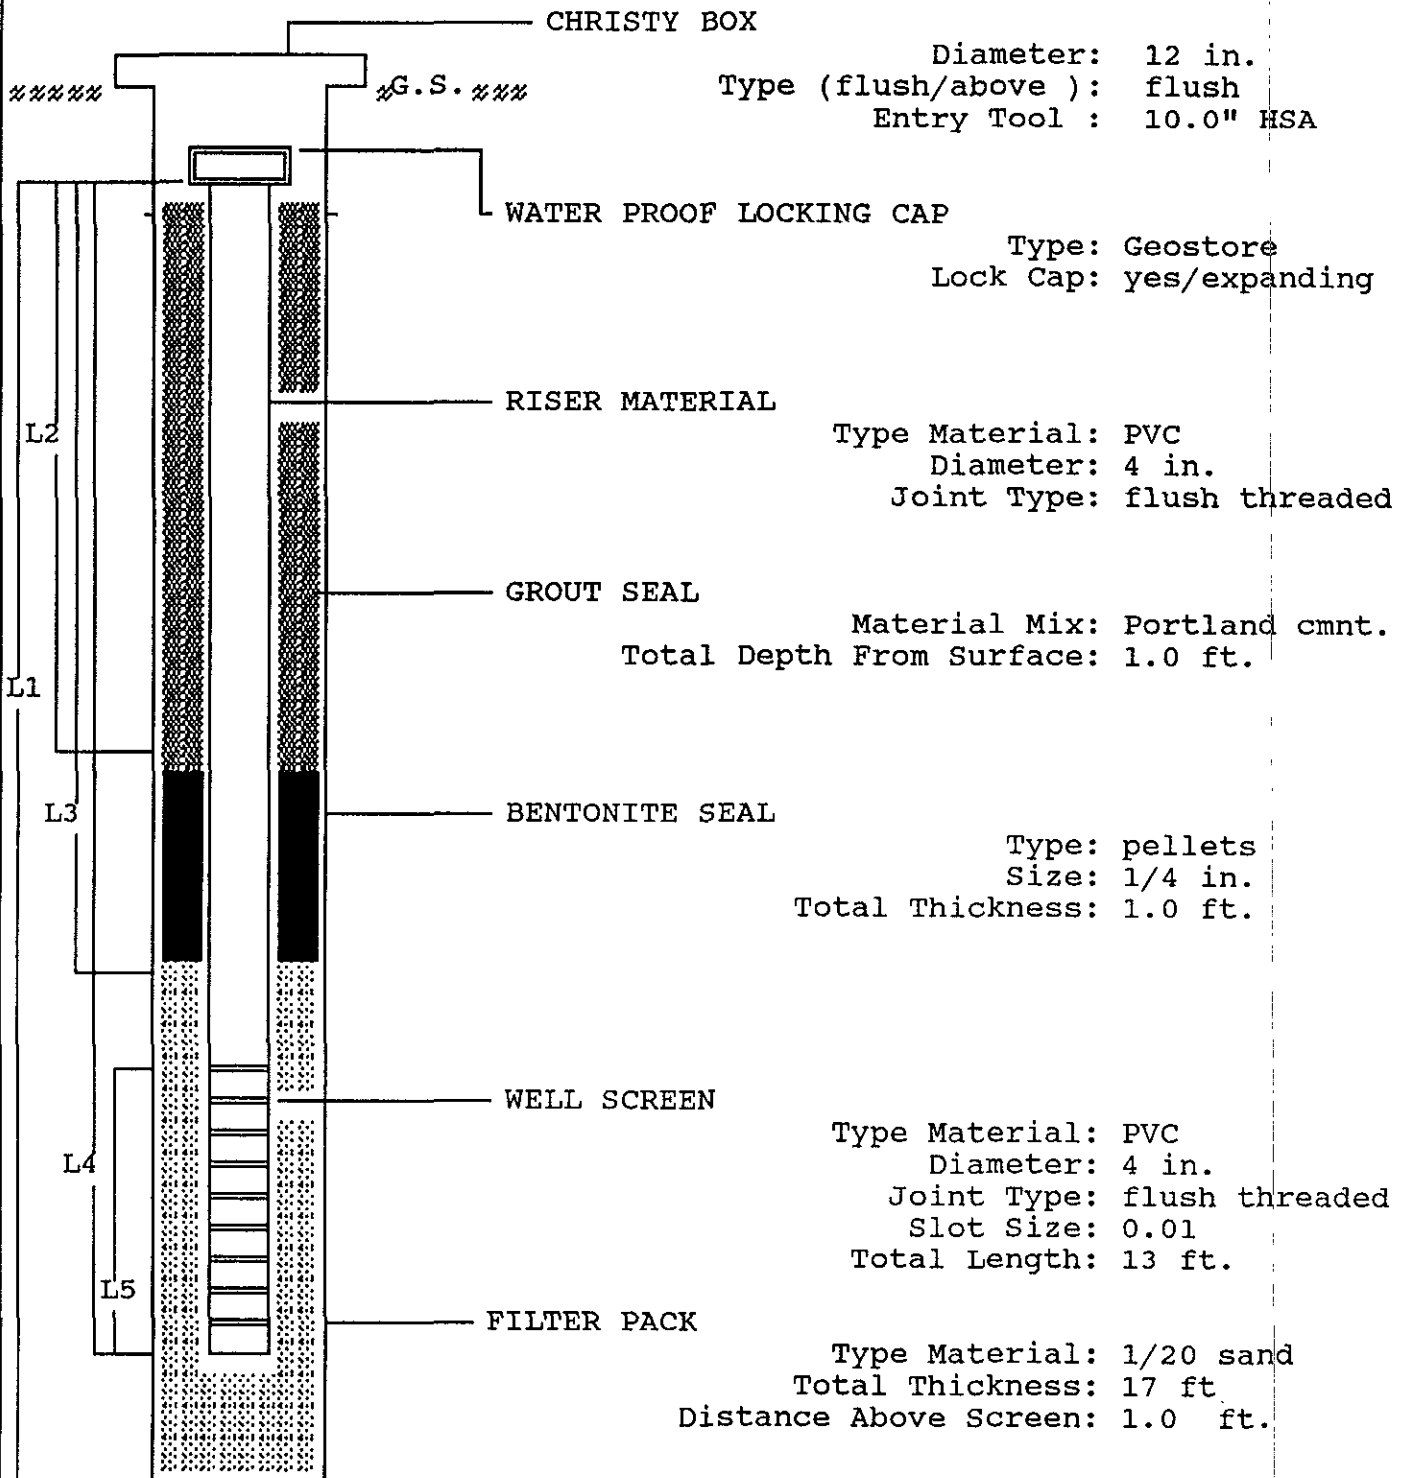 CHRISTY BOX
Diameter: 12 in.
G.S.
Type (flush/above ): flush
Entry Tool : 10.0" HSA
WATER PROOF LOCKING CAP
Type: Geostore
Lock Cap: yes/expanding
RISER MATERIAL
L2
Type Material: PVC
Diameter: 4 in.
Joint Type: flush threaded
GROUT SEAL
Material Mix: Portland cmnt.
Total Depth From Surface: 1.0 ft.
L1
L3
BENTONITE SEAL
Type: pellets
Size: 1/4 in.
Total Thickness: 1.0 ft.
WELL SCREEN
Type Material: PVC
L4
Diameter: 4 in.
Joint Type: flush threaded
Slot Size: 0.01
Total Length: 13 ft.
L5
FILTER PACK
Type Material: 1/20 sand
Total Thickness: 17 ft
Distance Above Screen: 1.0 ft.